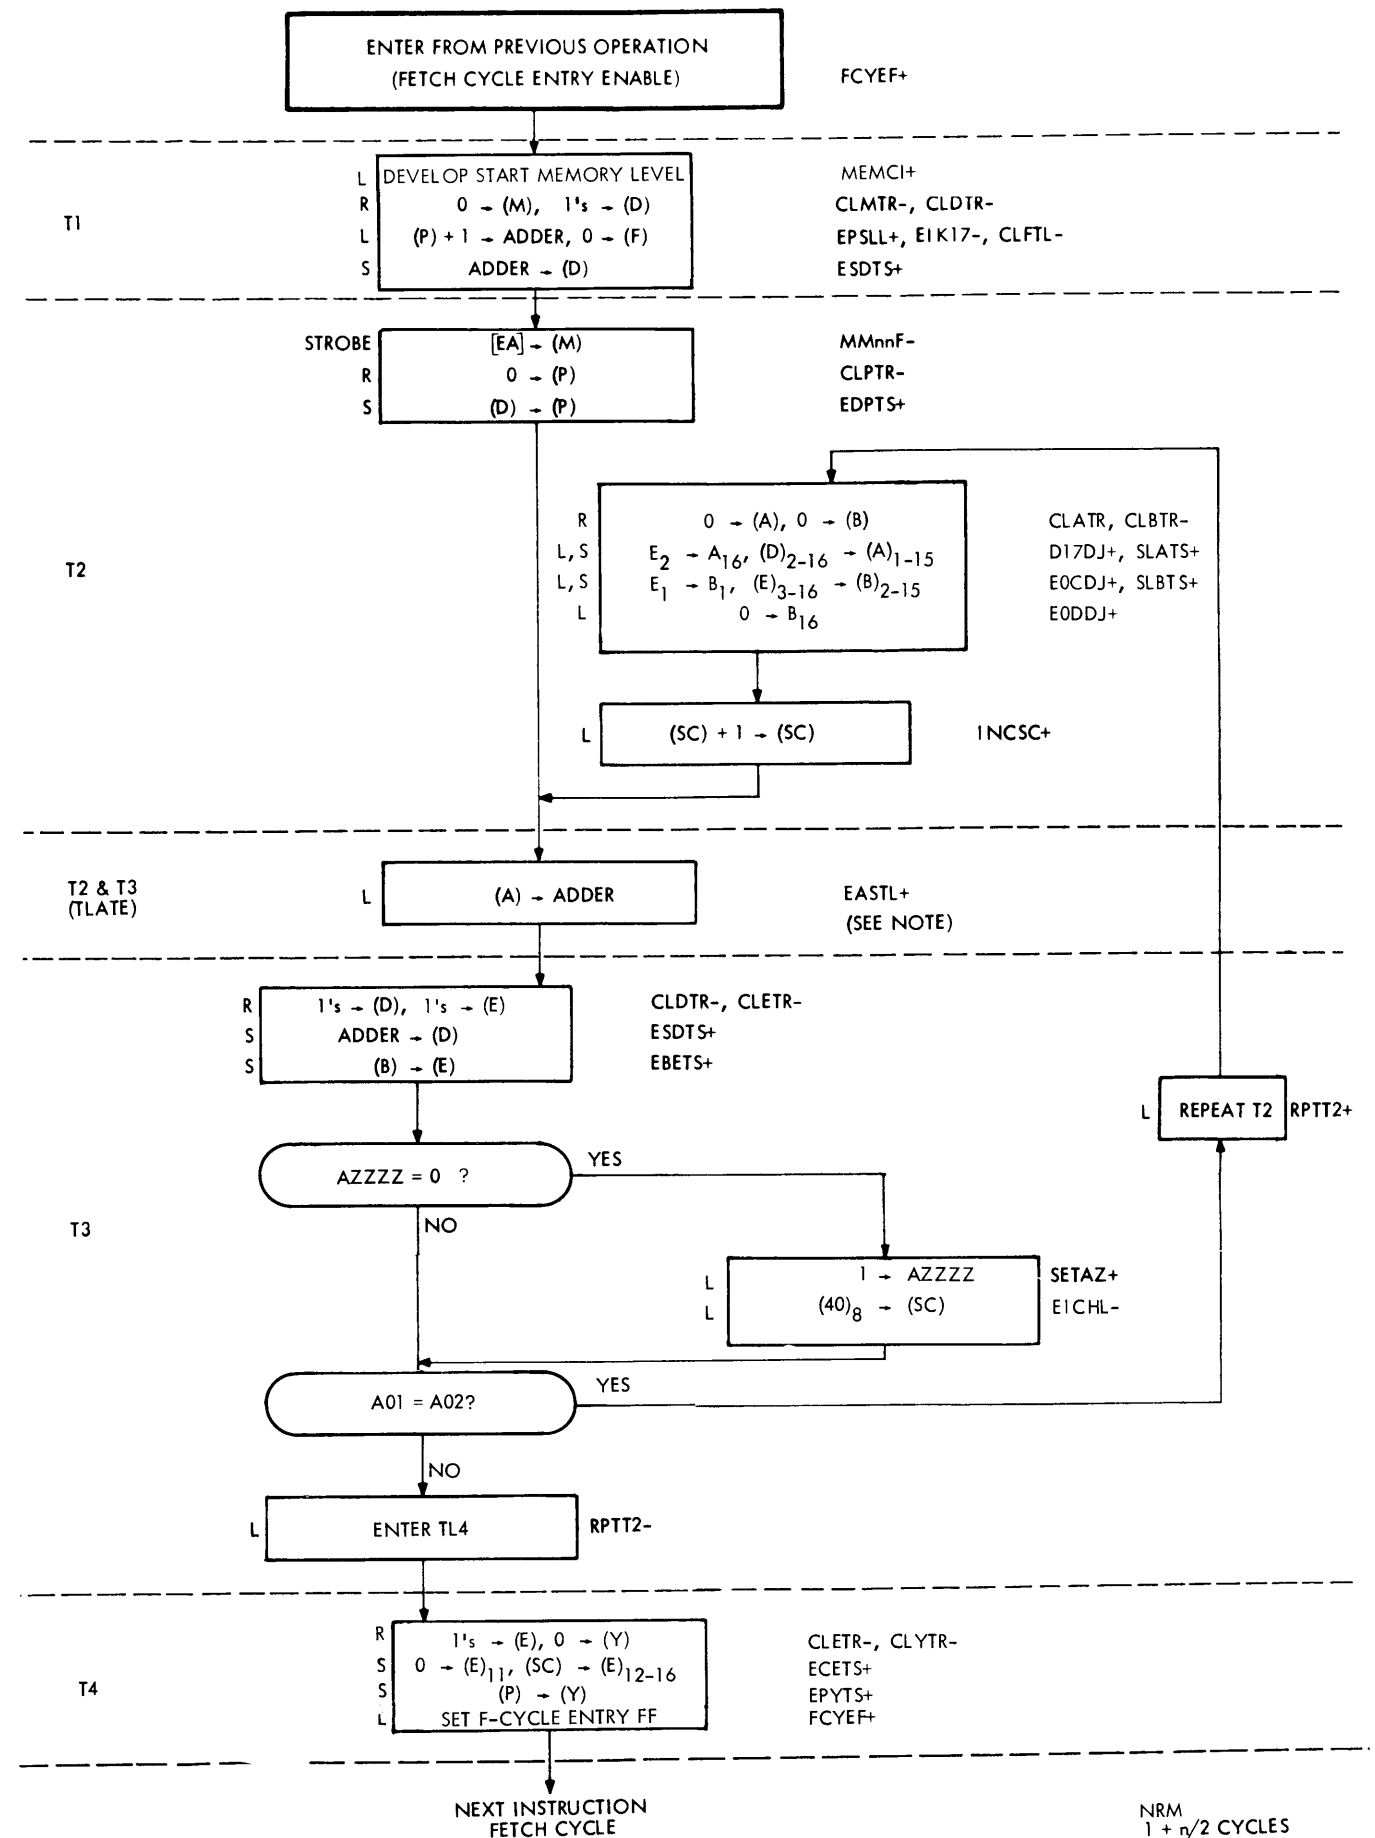 ENTER FROM PREVIOUS OPERATION
(FETCH CYCLE ENTRY ENABLE) FCYEF+
T1
L DEVELOP START MEMORY LEVEL MEMCI+
R 0 → (M), 1's → (D) CLMTR-, CLDTR-
L (P) + 1 → ADDER, 0 → (F) EPSLL+, E1K17-, CLFTL-
S ADDER → (D) ESDTS+
STROBE [EA] → (M) MMnnF-
R 0 → (P) CLPTR-
S (D) → (P) EDPTS+
T2
R 0 → (A), 0 → (B) CLATR, CLBTR-
L, S E2 → A16, (D)2-16 → (A)1-15 D17DJ+, SLATS+
L, S E1 → B1, (E)3-16 → (B)2-15 E0CDJ+, SLBTS+
L 0 → B16 E0DDJ+
L (SC) + 1 → (SC) 1NCSC+
T2 & T3
(TLATE)
L (A) → ADDER EASTL+
(SEE NOTE)
R 1's → (D), 1's → (E) CLDTR-, CLETR-
S ADDER → (D) ESDTS+
S (B) → (E) EBETS+
L REPEAT T2 RPTT2+
AZZZZ = 0 ? YES
NO
T3
L 1 → AZZZZ SETAZ+
L (40)8 → (SC) E1CHL-
A01 = A02? YES
NO
L ENTER TL4 RPTT2-
T4
R 1's → (E), 0 → (Y) CLETR-, CLYTR-
S 0 → (E)11, (SC) → (E)12-16 ECETS+
S (P) → (Y) EPYTS+
L SET F-CYCLE ENTRY FF FCYEF+
NEXT INSTRUCTION
FETCH CYCLE
NRM
1 + n/2 CYCLES